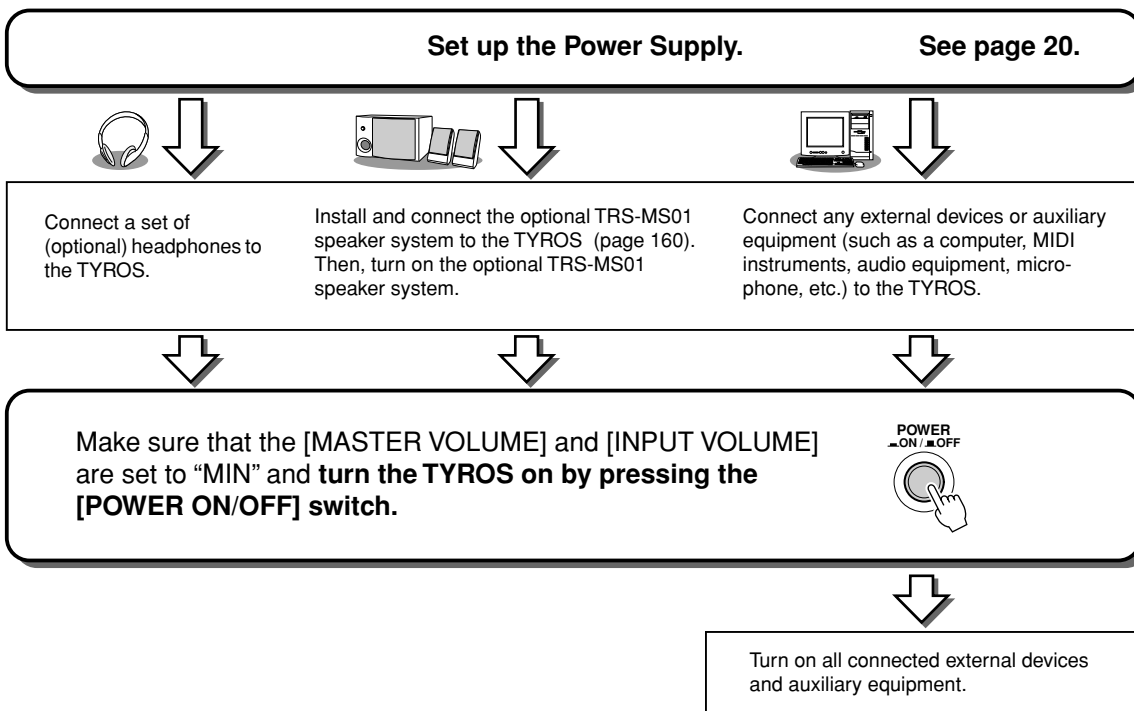 Set up the Power Supply. See page 20.
Connect a set of
(optional) headphones to
the TYROS.
Install and connect the optional TRS-MS01
speaker system to the TYROS (page 160).
Then, turn on the optional TRS-MS01
speaker system.
Connect any external devices or auxiliary
equipment (such as a computer, MIDI
instruments, audio equipment, micro-
phone, etc.) to the TYROS.
Make sure that the [MASTER VOLUME] and [INPUT VOLUME]
are set to “MIN” and turn the TYROS on by pressing the
[POWER ON/OFF] switch.
POWER
ON / OFF
Turn on all connected external devices
and auxiliary equipment.